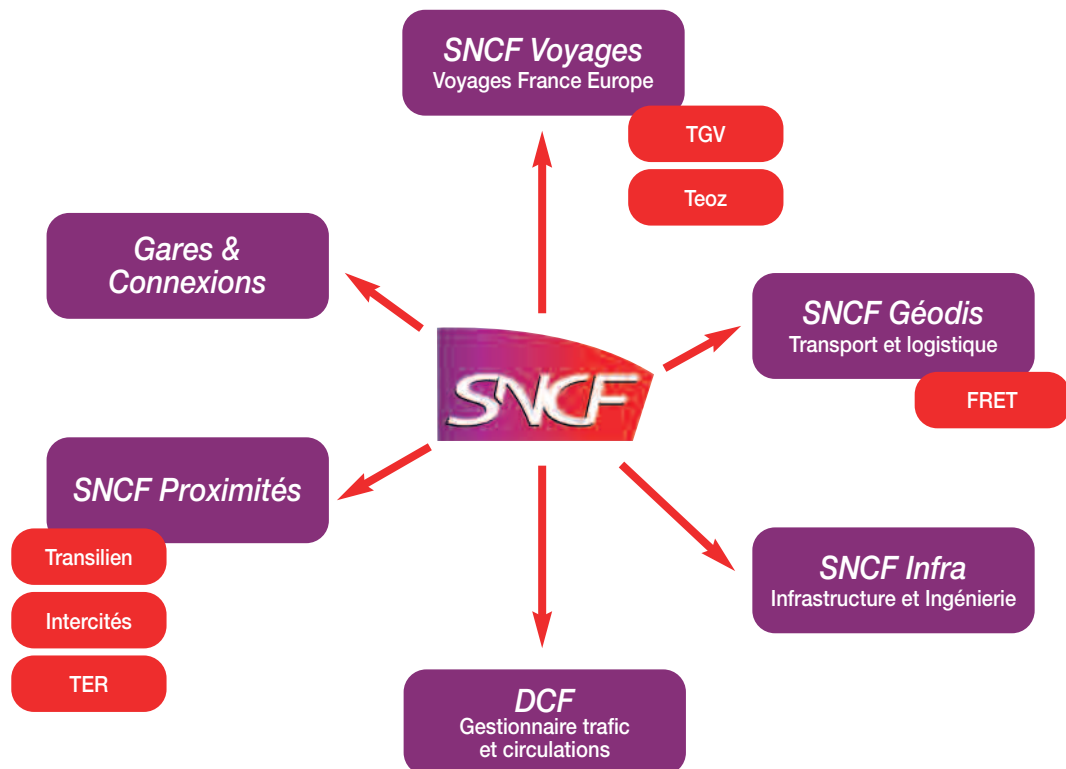 SNCF Voyages
Voyages France Europe
TGV
Teoz
Gares &
Connexions
SNCF Géodis
Transport et logistique
FRET
SNCF
SNCF Proximités
Transilien
Intercités
TER
SNCF Infra
Infrastructure et Ingénierie
DCF
Gestionnaire trafic
et circulations